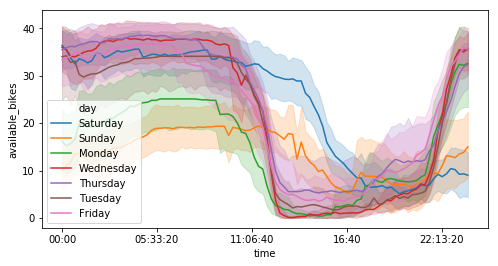 40
30
20
10
0
available_bikes
day
Saturday
Sunday
Monday
Wednesday
Thursday
Tuesday
Friday
00:00
05:33:20
11:06:40
16:40
22:13:20
time